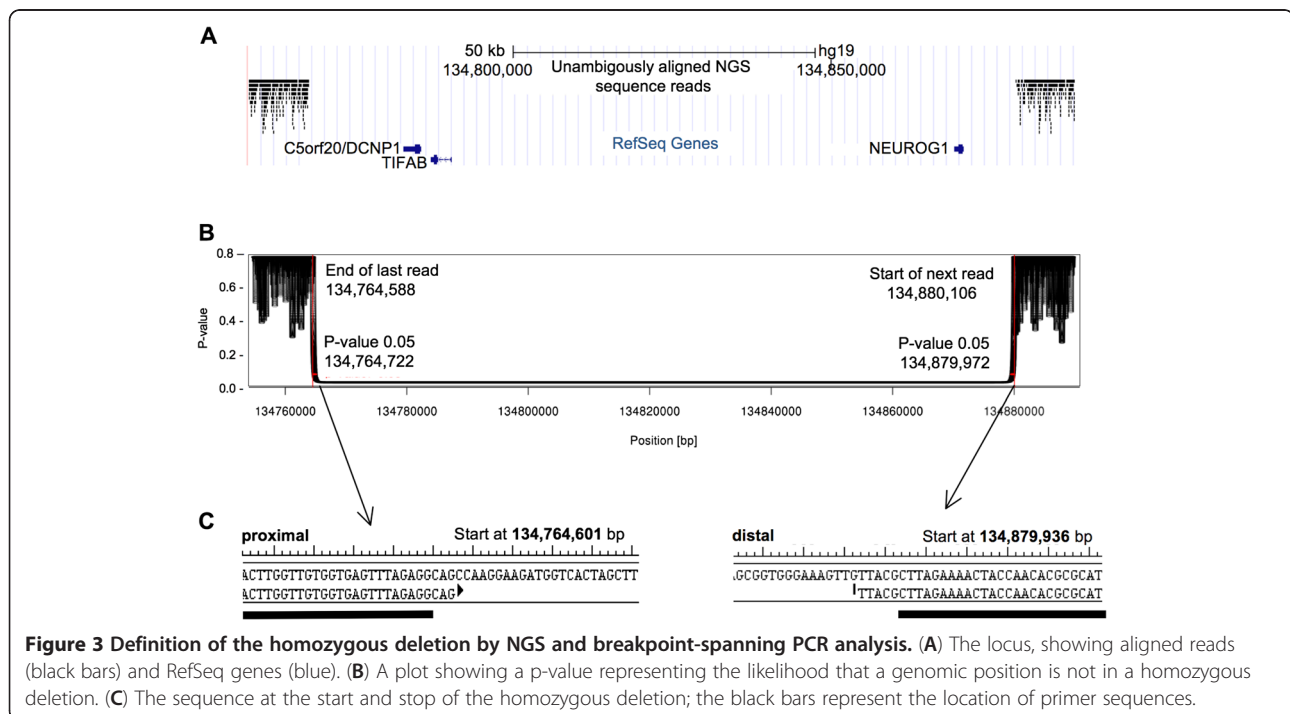 A
50 kb
hg19
134,800,000
134,850,000
Unambigously aligned NGS
sequence reads
C5orf20/DCNP1
TIFAB
RefSeq Genes
NEUROG1
B
P-value
0.8
0.6
0.4
0.2
0.0
End of last read
134,764,588
P-value 0.05
134,764,722
Start of next read
134,880,106
P-value 0.05
134,879,972
134760000 134780000 134800000 134820000 134840000 134860000 134880000
Position [bp]
C
proximal Start at 134,764,601 bp
ACTTGGTTGTGGTGAGTTTAGAGGCAGCCAAGGAAGATGGTCACTAGCTT
ACTTGGTTGTGGTGAGTTTAGAGGCAG
distal Start at 134,879,936 bp
AGCGGTGGGAAAGTTGTTACGCTTAGAAAACTACCAACACGCGCAT
TTACGCTTAGAAAACTACCAACACGCGCAT
Figure 3 Definition of the homozygous deletion by NGS and breakpoint-spanning PCR analysis. (A) The locus, showing aligned reads
(black bars) and RefSeq genes (blue). (B) A plot showing a p-value representing the likelihood that a genomic position is not in a homozygous
deletion. (C) The sequence at the start and stop of the homozygous deletion; the black bars represent the location of primer sequences.